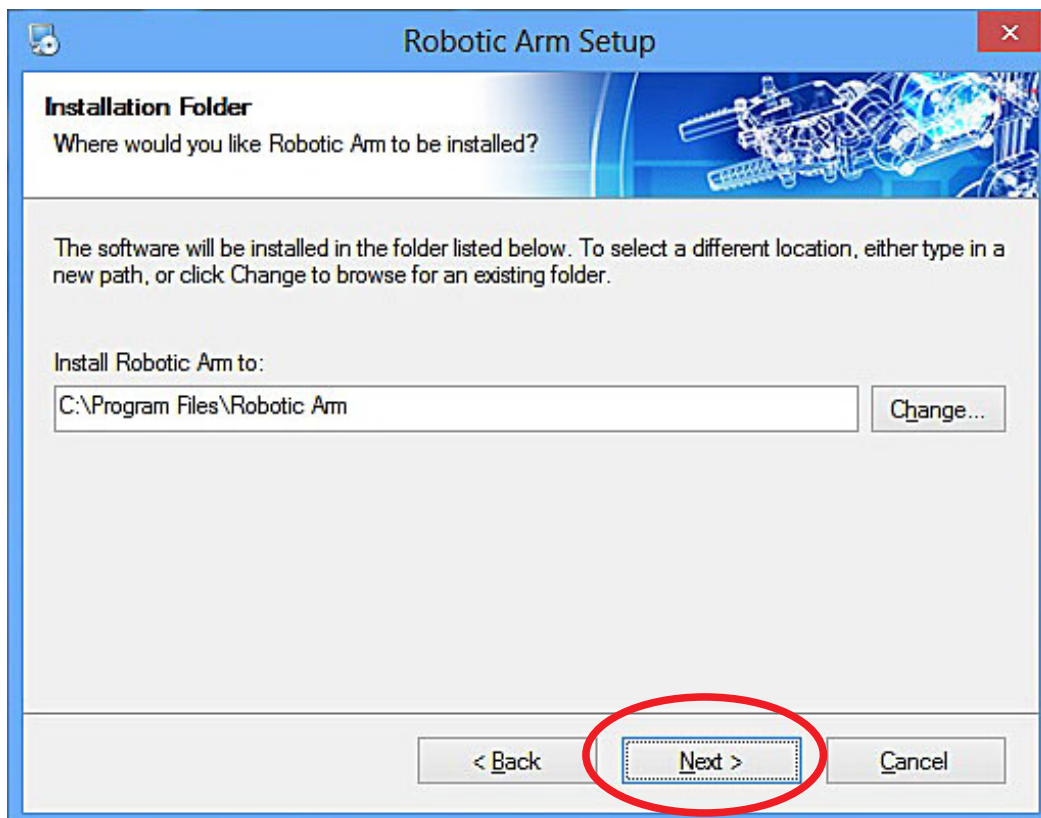 Robotic Arm Setup
Installation Folder
Where would you like Robotic Arm to be installed?
The software will be installed in the folder listed below. To select a different location, either type in a
new path, or click Change to browse for an existing folder.
Install Robotic Arm to:
C:\Program Files\Robotic Arm
Change...
< Back
Next >
Cancel